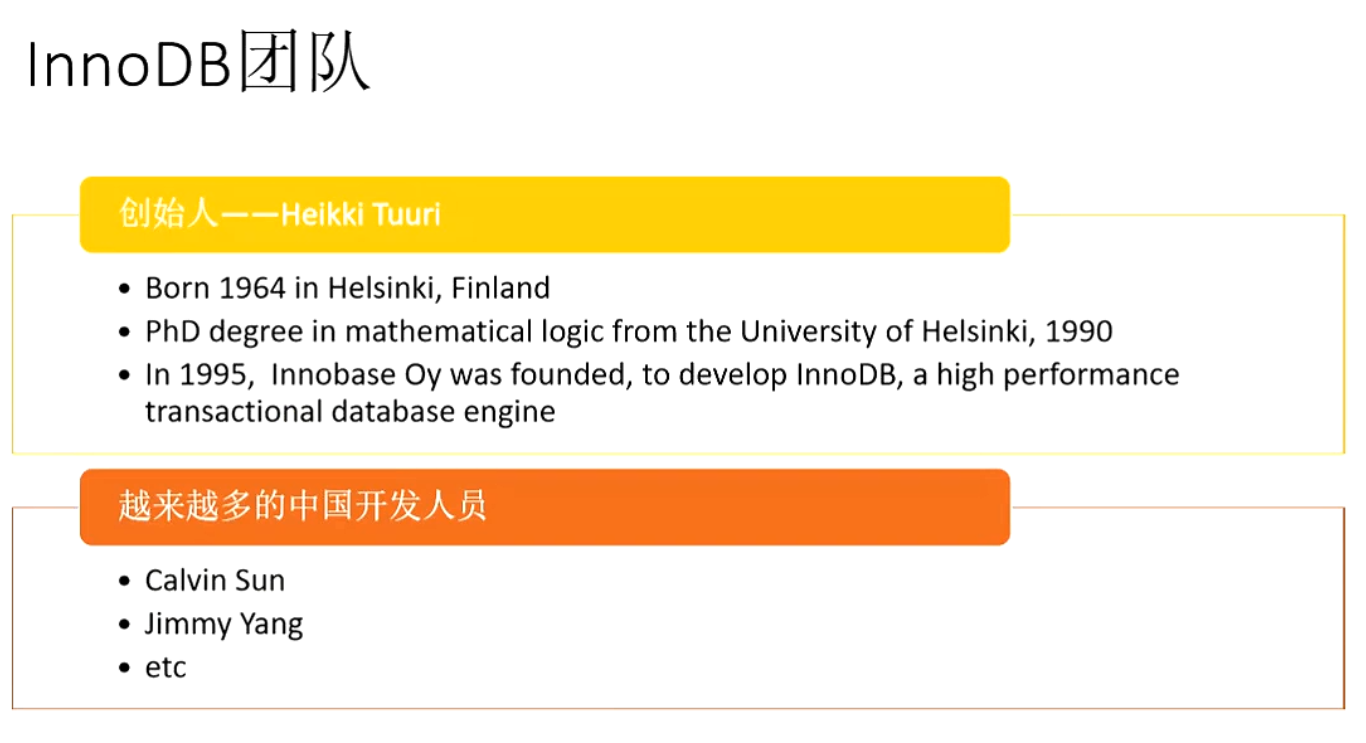 InnoDB团队
创始人——Heikki Tuuri
• Born 1964 in Helsinki, Finland
• PhD degree in mathematical logic from the University of Helsinki, 1990
• In 1995,  Innobase Oy was founded, to develop InnoDB, a high performance
transactional database engine
越来越多的中国开发人员
• Calvin Sun
• Jimmy Yang
• etc